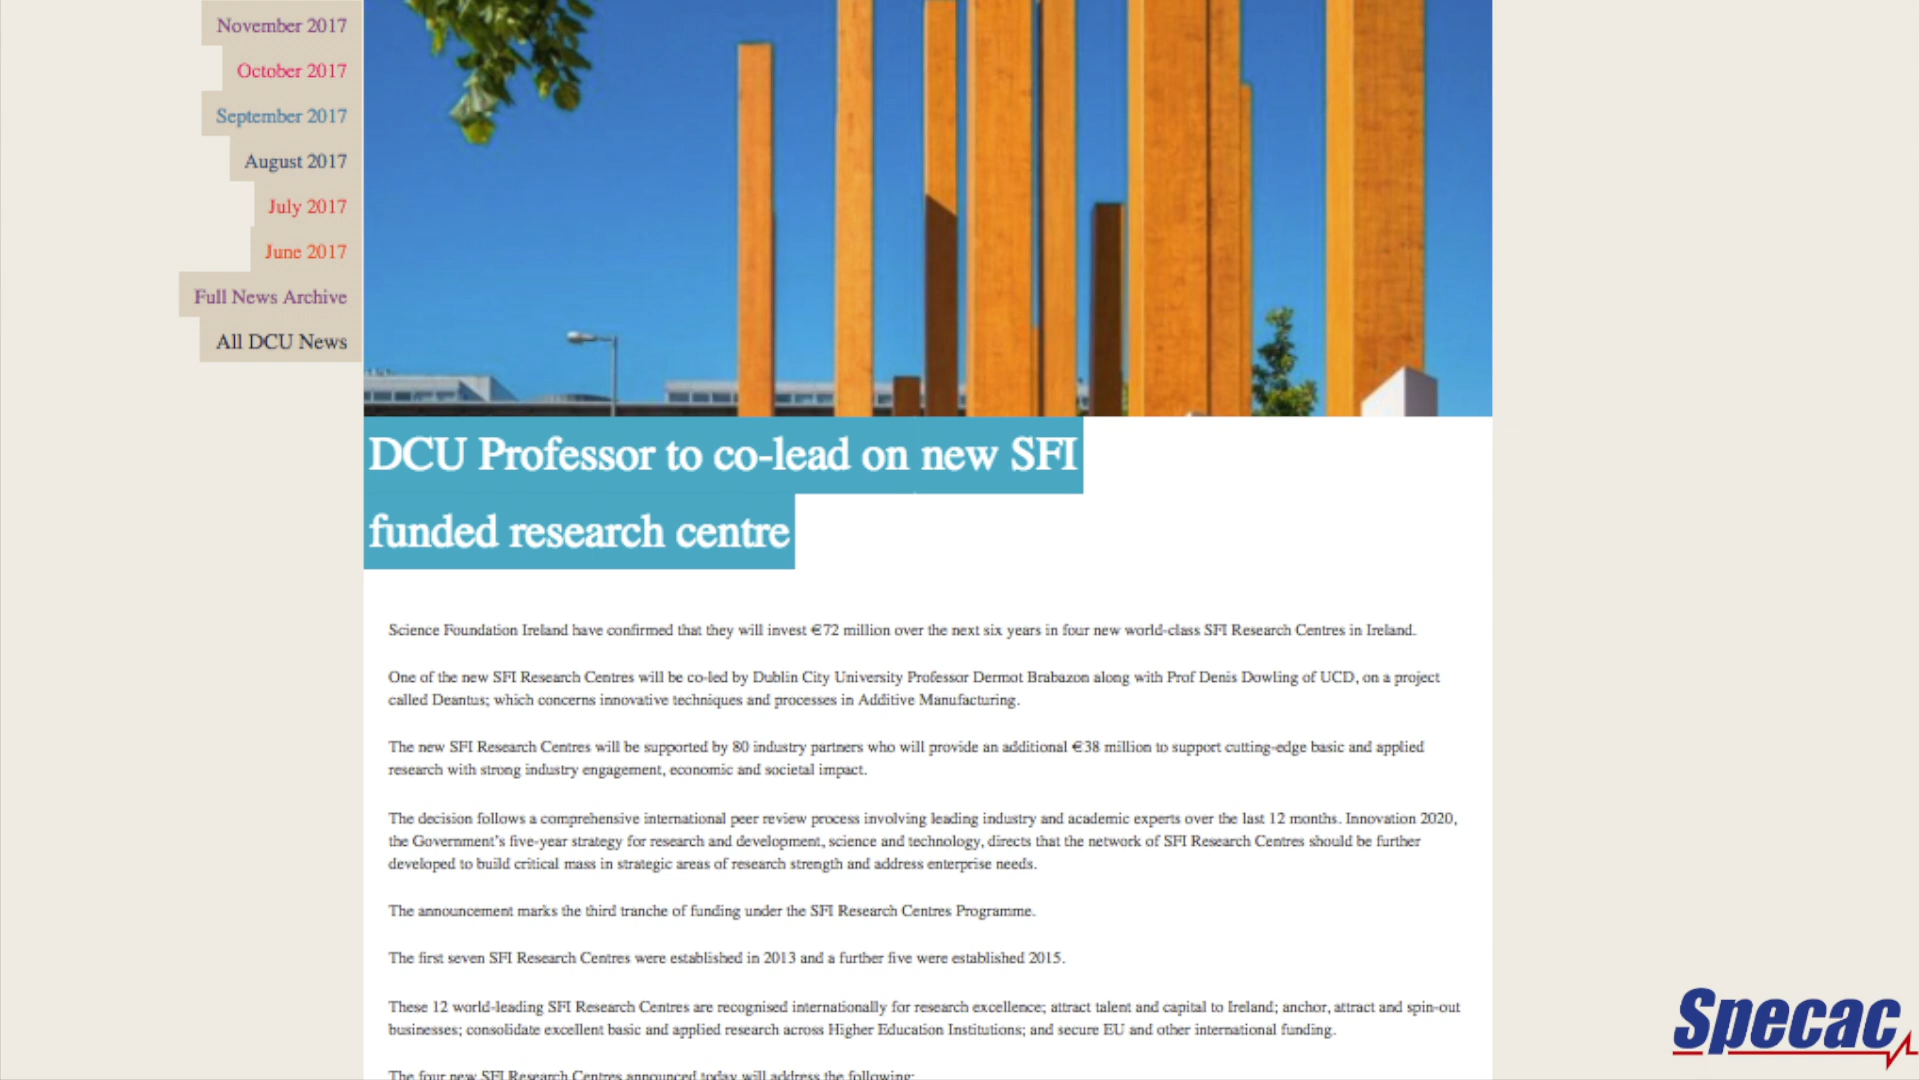 November 2017
October 2017
September 2017
August 2017
July 2017
June 2017
Full News Archive
All DCU News
DCU Professor to co-lead on new SFI
funded research centre
Science Foundation Ireland have confirmed that they will invest €72 million over the next six years in four new world-class SFI Research Centres in Ireland.
One of the new SFI Research Centres will be co-led by Dublin City University Professor Dermot Brabazon along with Prof Denis Dowling of UCD, on a project
called Deantus; which concerns innovative techniques and processes in Additive Manufacturing.
The new SFI Research Centres will be supported by 80 industry partners who will provide an additional €38 million to support cutting-edge basic and applied
research with strong industry engagement, economic and societal impact.
The decision follows a comprehensive international peer review process involving leading industry and academic experts over the last 12 months. Innovation 2020,
the Government's five-year strategy for research and development, science and technology, directs that the network of SFI Research Centres should be further
developed to build critical mass in strategic areas of research strength and address enterprise needs.
The announcement marks the third tranche of funding under the SFI Research Centres Programme.
The first seven SFI Research Centres were established in 2013 and a further five were established 2015.
These 12 world-leading SFI Research Centres are recognised internationally for research excellence; attract talent and capital to Ireland; anchor, attract and spin-out
businesses; consolidate excellent basic and applied research across Higher Education Institutions; and secure EU and other international funding.
The four new SFI Research Centres announced today will address the following:
Specac